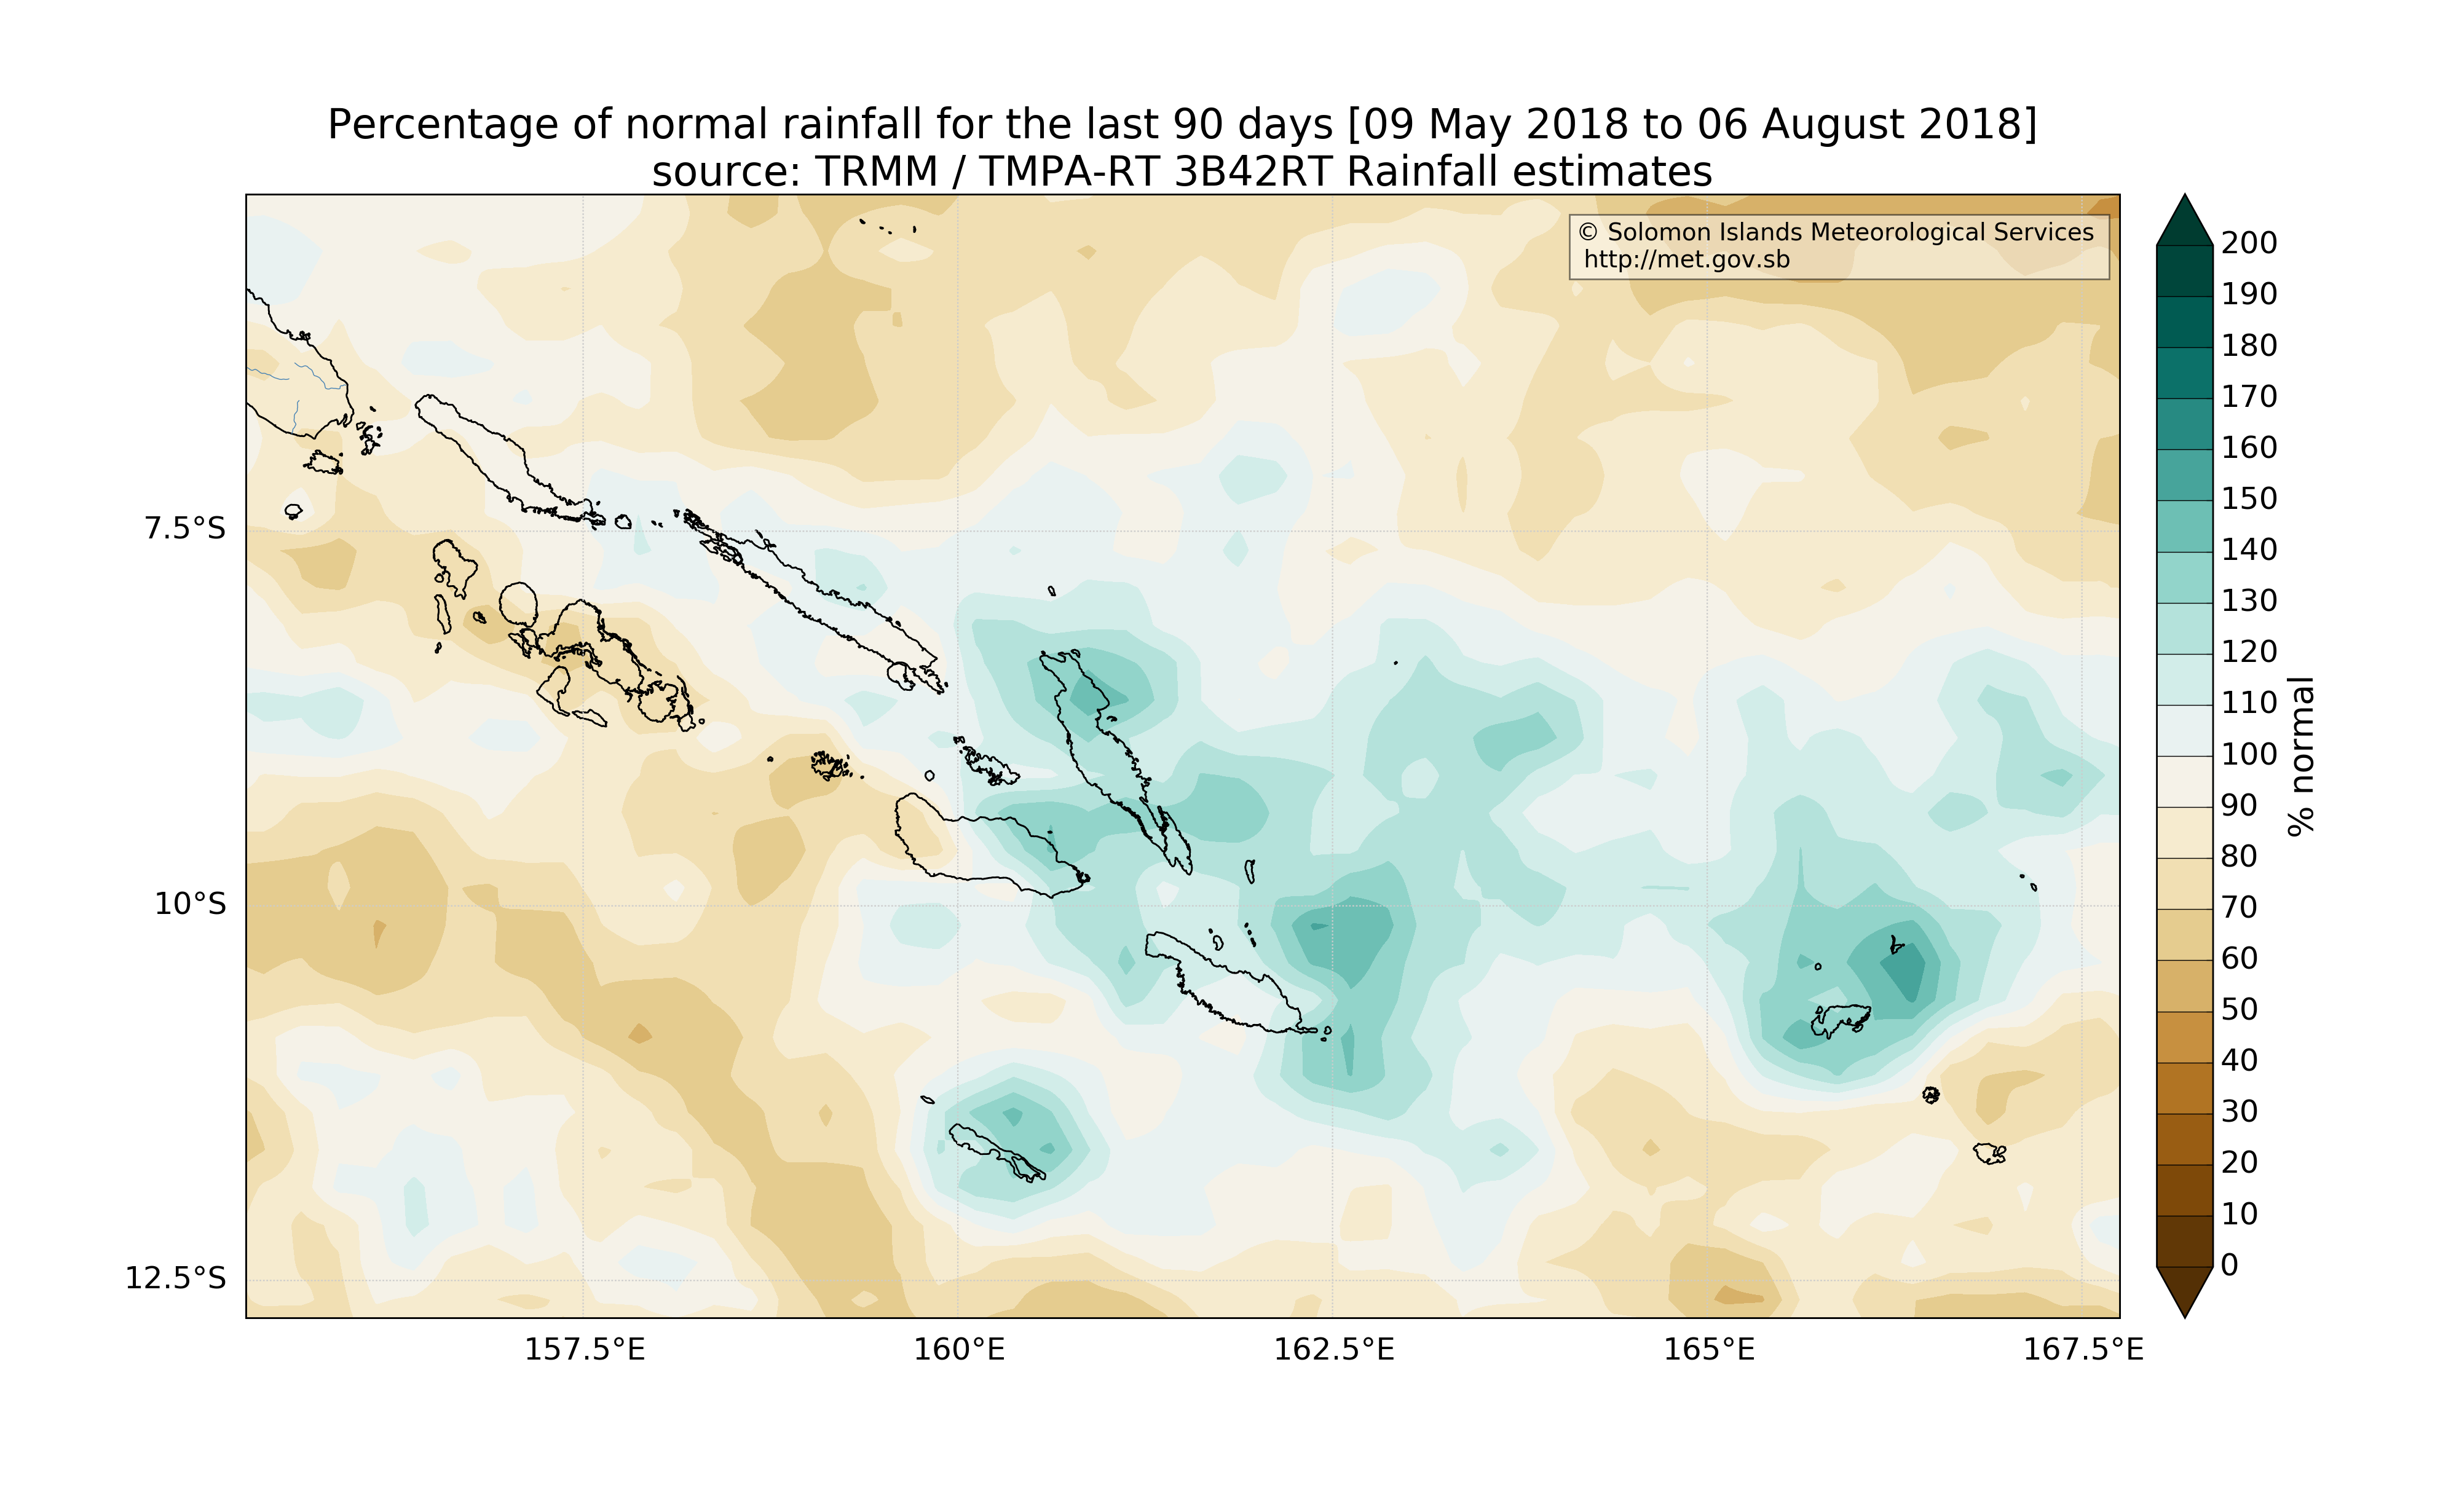 Percentage of normal rainfall for the last 90 days [09 May 2018 to 06 August 2018]
source: TRMM / TMPA-RT 3B42RT Rainfall estimates
© Solomon Islands Meteorological Services
http://met.gov.sb
7.5°S
10°S
12.5°S
157.5°E
160°E
162.5°E
165°E
167.5°E
200
190
180
170
160
150
140
130
120
110
100
90
80
70
60
50
40
30
20
10
0
% normal